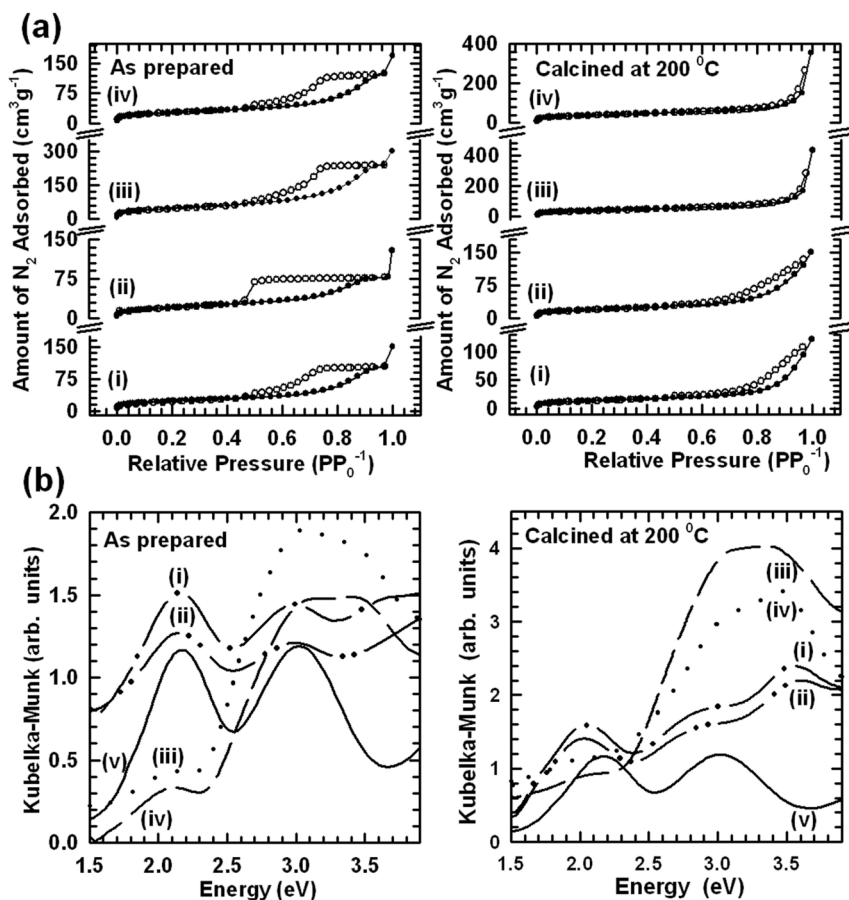 (a)
As prepared
(iv)
(iii)
(ii)
(i)
150
75
0
300
150
0
150
75
0
150
75
0
0.0 0.2 0.4 0.6 0.8 1.0
Relative Pressure (PP₀⁻¹)
Amount of N₂ Adsorbed (cm³g⁻¹)
Calcined at 200 ⁰C
(iv)
(iii)
(ii)
(i)
400
200
0
400
200
0
150
75
0
100
50
0
0.0 0.2 0.4 0.6 0.8 1.0
Relative Pressure (PP₀⁻¹)
Amount of N₂ Adsorbed (cm³g⁻¹)
(b)
As prepared
(i)
(ii)
(iii)
(v)
(iv)
2.0
1.5
1.0
0.5
0.0
1.5 2.0 2.5 3.0 3.5
Energy (eV)
Kubelka-Munk (arb. units)
Calcined at 200 ⁰C
(iii)
(iv)
(i)
(ii)
(v)
4
3
2
1
0
1.5 2.0 2.5 3.0 3.5
Energy (eV)
Kubelka-Munk (arb. units)